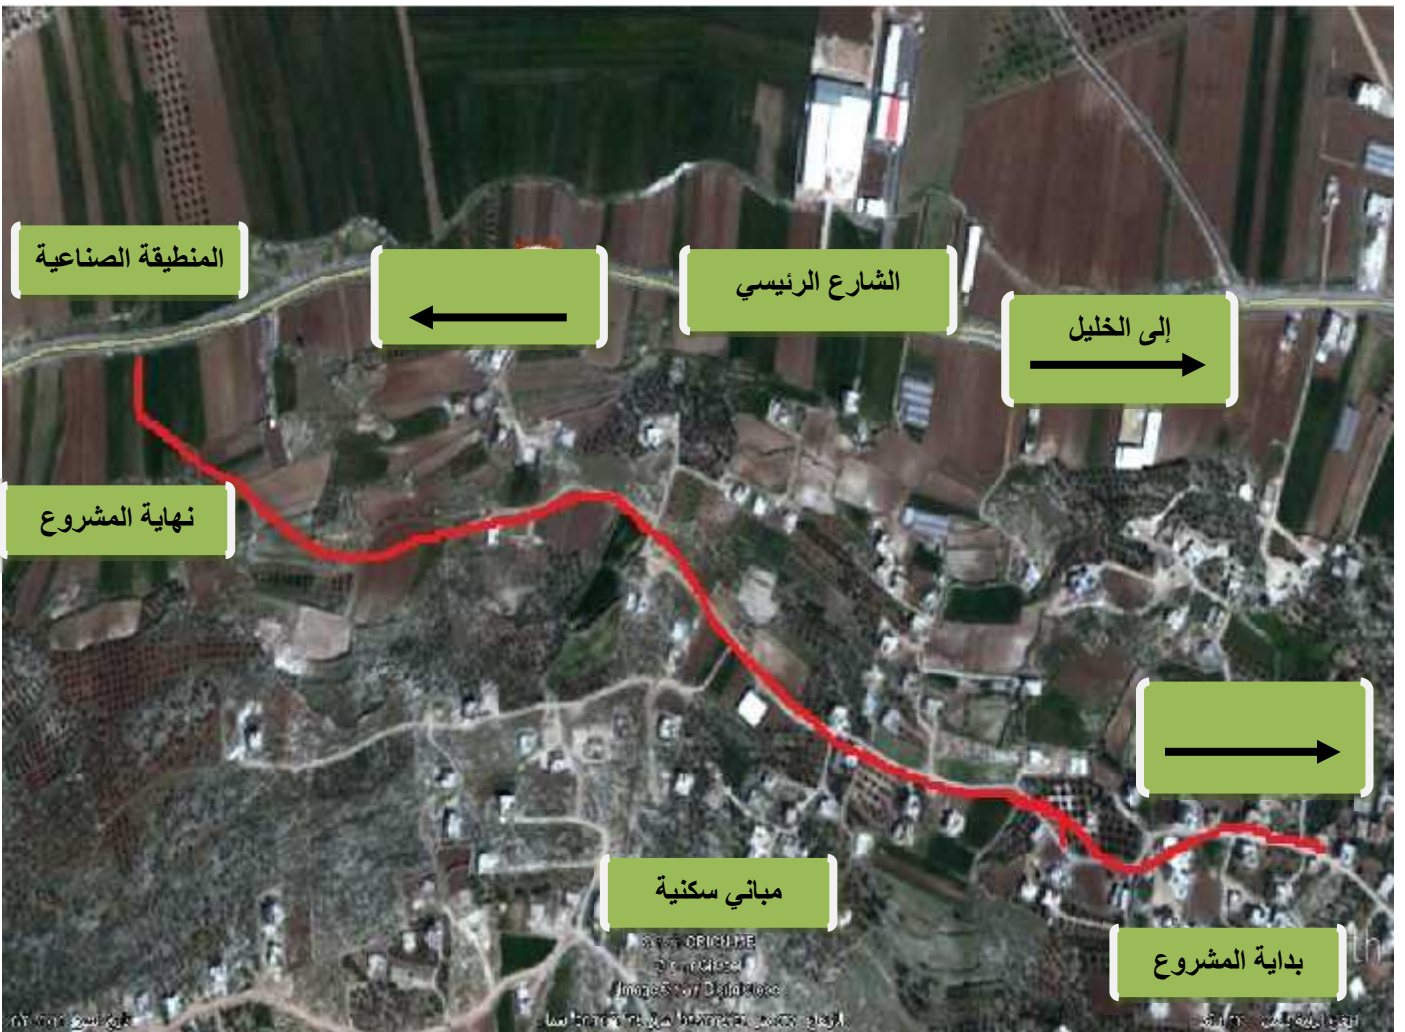 المنطيقة الصناعية
الشارع الرئيسي
إلى الخليل
نهاية المشروع
مباني سكنية
بداية المشروع